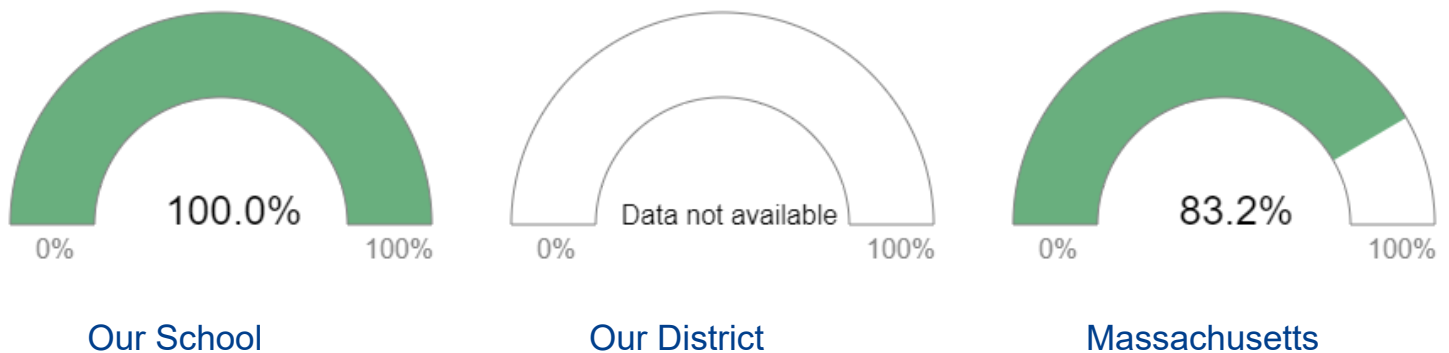 100.0%
0%
100%
Our School
Data not available
0%
100%
Our District
83.2%
0%
100%
Massachusetts